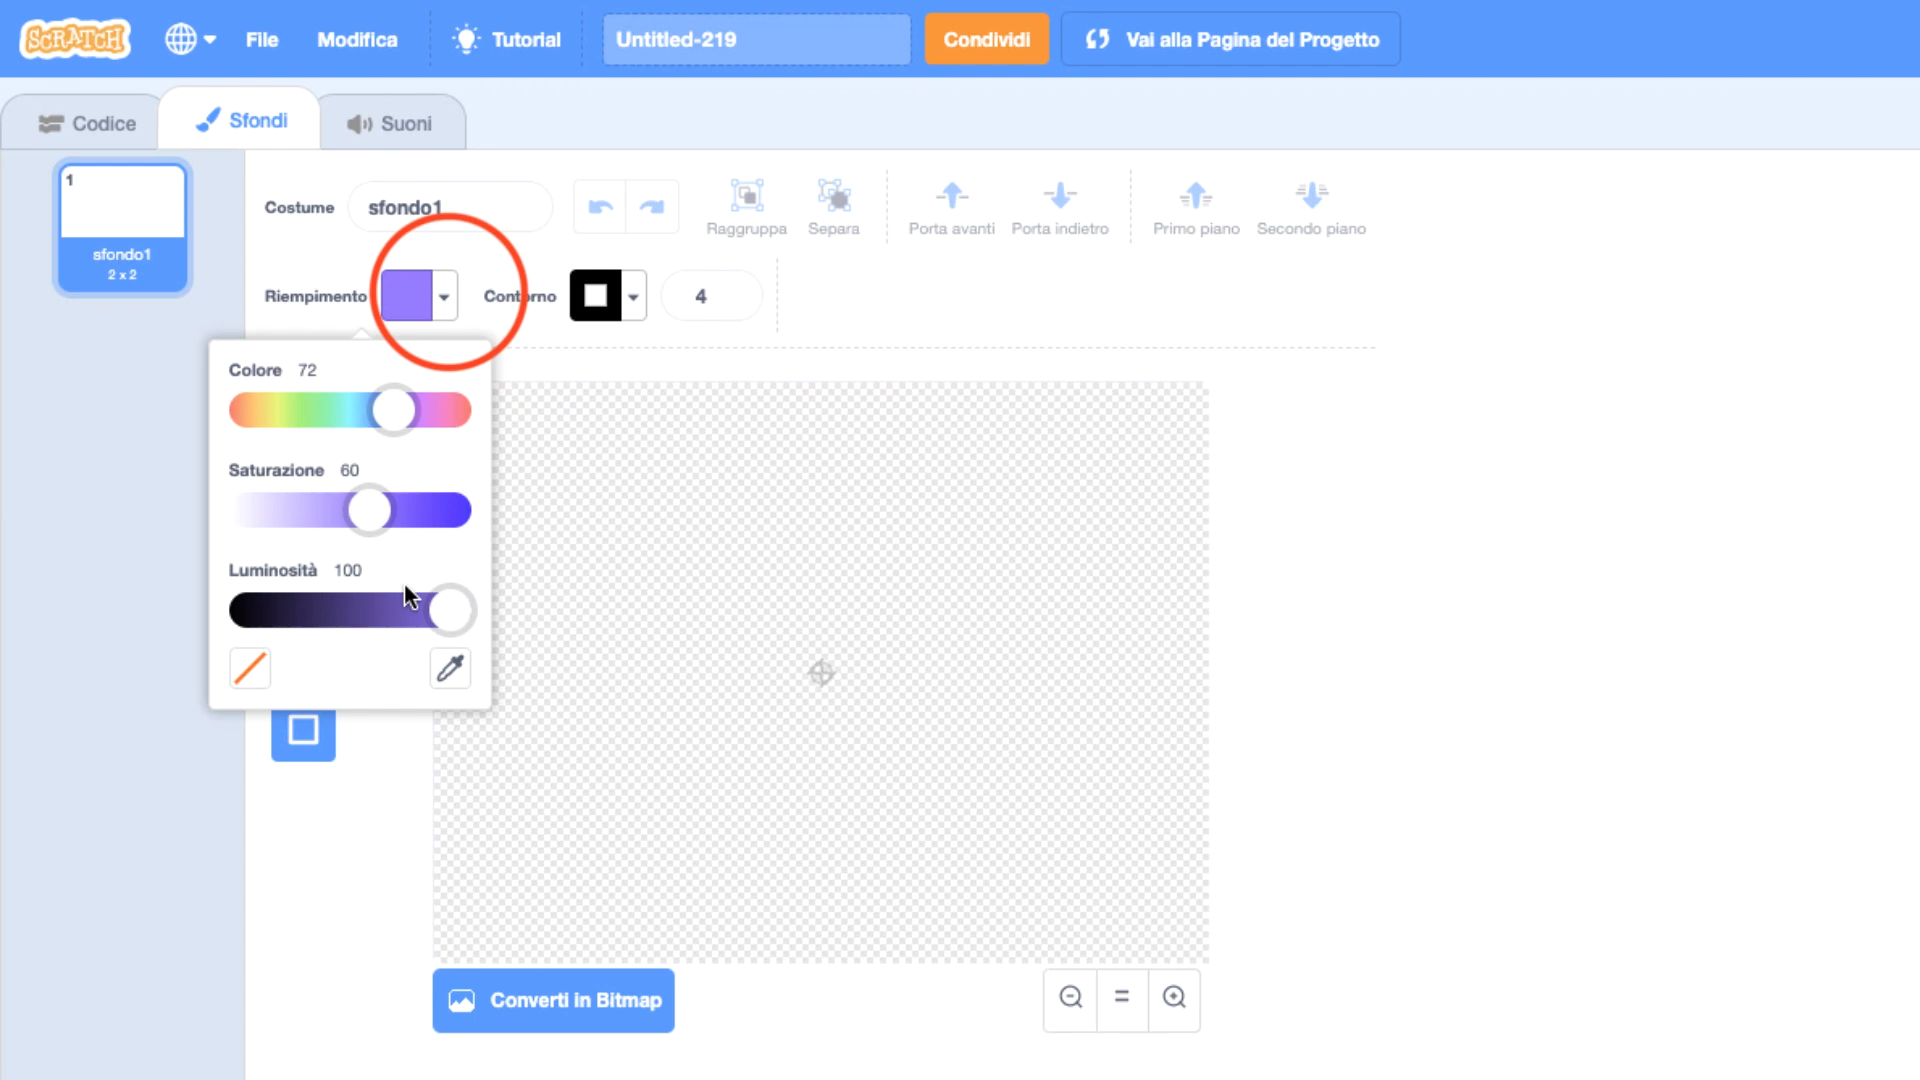 SCRATCH
File
Modifica
Tutorial
Untitled-219
Condividi
Vai alla Pagina del Progetto
Codice
Sfondi
Suoni
1
sfondo1
2 x 2
Costume
sfondo1
Raggruppa
Separa
Porta avanti
Porta indietro
Primo piano
Secondo piano
Riempimento
Contorno
4
Colore 72
Saturazione 60
Luminosità 100
Converti in Bitmap